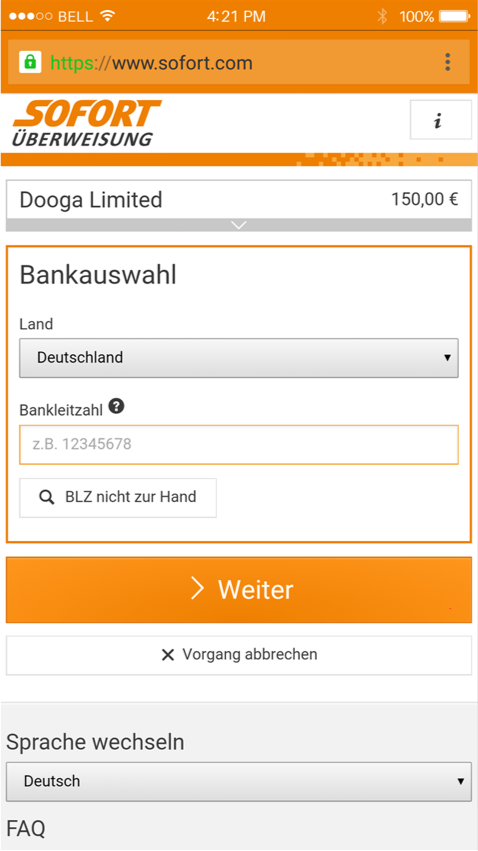 BELL 4:21 PM 100%
https://www.sofort.com
SOFORT
ÜBERWEISUNG
i
Dooga Limited 150,00 €
Bankauswahl
Land
Deutschland
Bankleitzahl ?
z.B. 12345678
BLZ nicht zur Hand
Weiter
Vorgang abbrechen
Sprache wechseln
Deutsch
FAQ